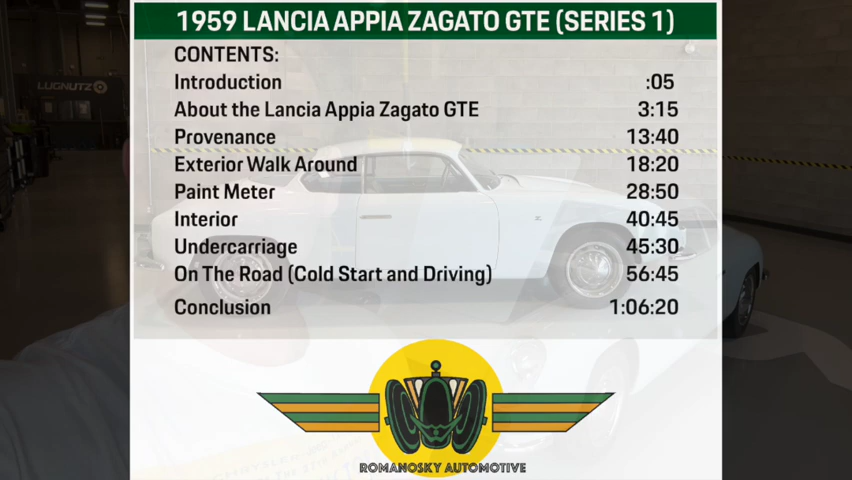 1959 LANCIA APPIA ZAGATO GTE (SERIES 1)
CONTENTS:
Introduction :05
About the Lancia Appia Zagato GTE 3:15
Provenance 13:40
Exterior Walk Around 18:20
Paint Meter 28:50
Interior 40:45
Undercarriage 45:30
On The Road (Cold Start and Driving) 56:45
Conclusion 1:06:20
ROMANOSKY AUTOMOTIVE
LUGNUTZ